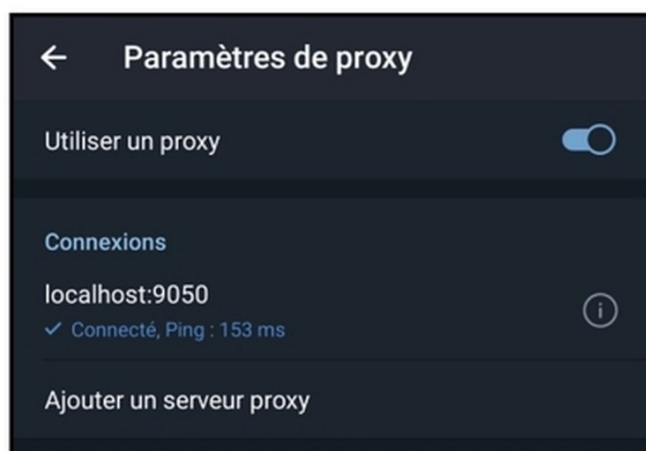 Paramètres de proxy
Utiliser un proxy
Connexions
localhost:9050
Connecté, Ping : 153 ms
Ajouter un serveur proxy